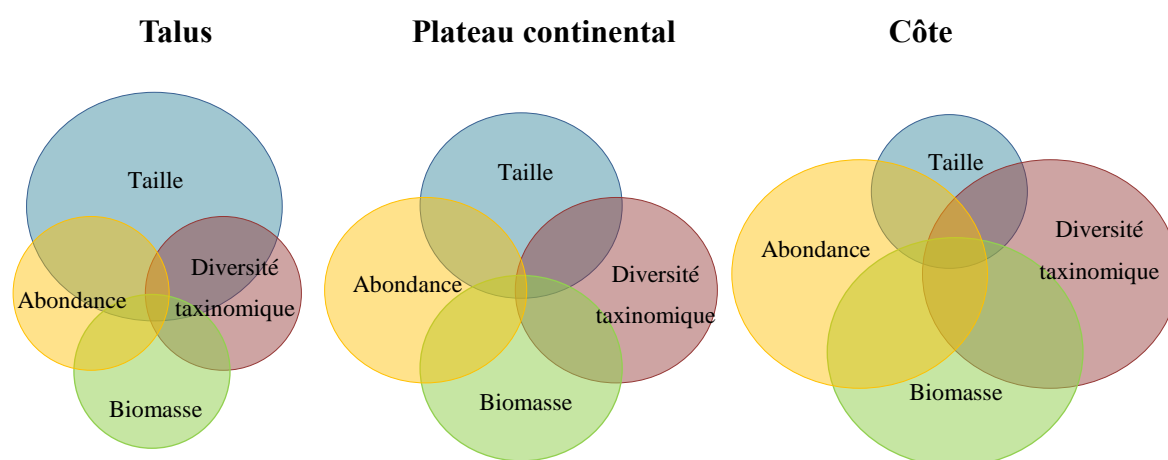 Talus
Taille
Abondance
Diversité
taxinomique
Biomasse
Plateau continental
Taille
Abondance
Diversité
taxinomique
Biomasse
Côte
Taille
Abondance
Diversité
taxinomique
Biomasse